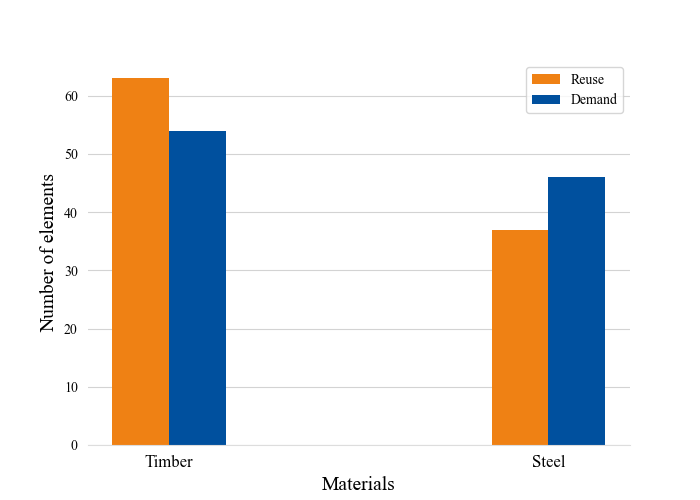 Reuse
Demand
60
50
40
30
20
10
0
Number of elements
Timber
Steel
Materials